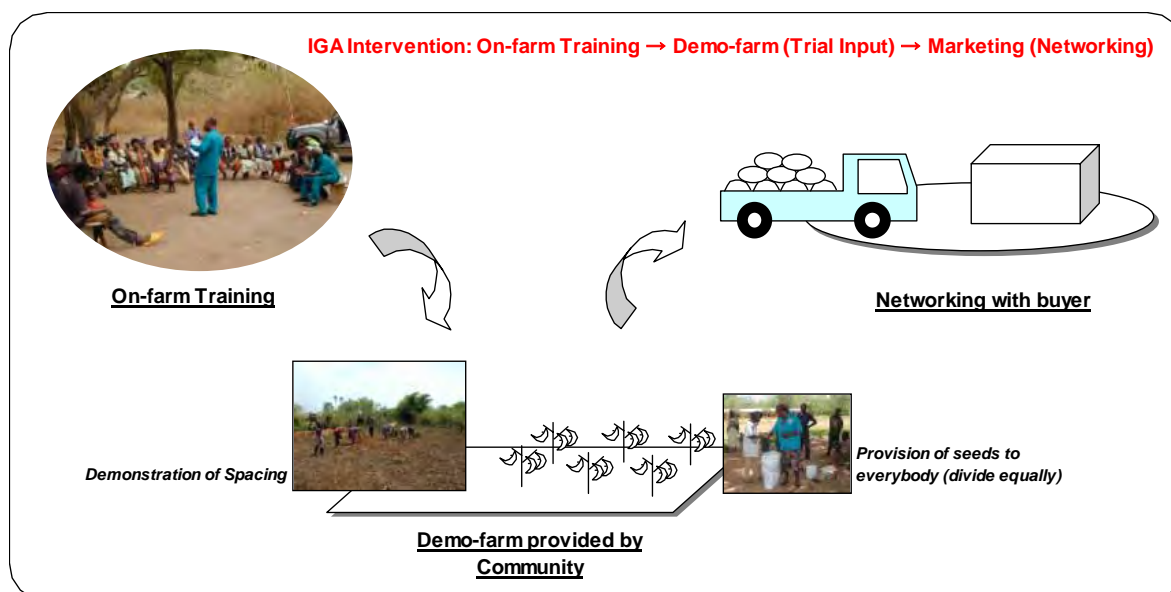 IGA Intervention: On-farm Training → Demo-farm (Trial Input) → Marketing (Networking)
On-farm Training
Networking with buyer
Demonstration of Spacing
Provision of seeds to
everybody (divide equally)
Demo-farm provided by
Community